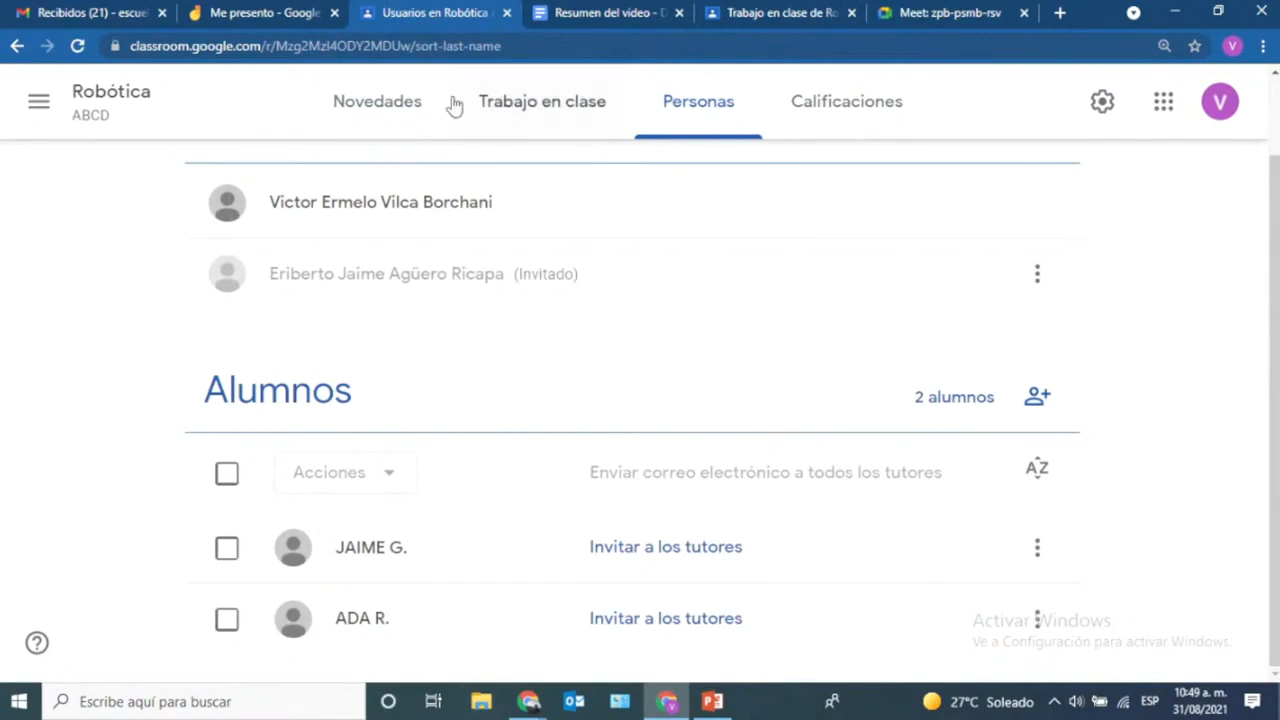 Recibidos (21) - escue
Me presento - Google
Usuarios en Robótica
Resumen del video - D
Trabajo en clase de Ro
Meet: zpb-psmb-rsv
classroom.google.com/r/Mzg2MzI4ODY2MDUw/sort-last-name
V
Robótica
ABCD
Novedades
Trabajo en clase
Personas
Calificaciones
V
Victor Ermelo Vilca Borchani
Eriberto Jaime Agüero Ricapa (Invitado)
Alumnos
2 alumnos
Acciones
Enviar correo electrónico a todos los tutores
AZ
JAIME G.
Invitar a los tutores
ADA R.
Invitar a los tutores
Activar Windows
Ve a Configuración para activar Windows.
Escribe aquí para buscar
27°C Soleado
ESP
10:49 a. m.
31/08/2021